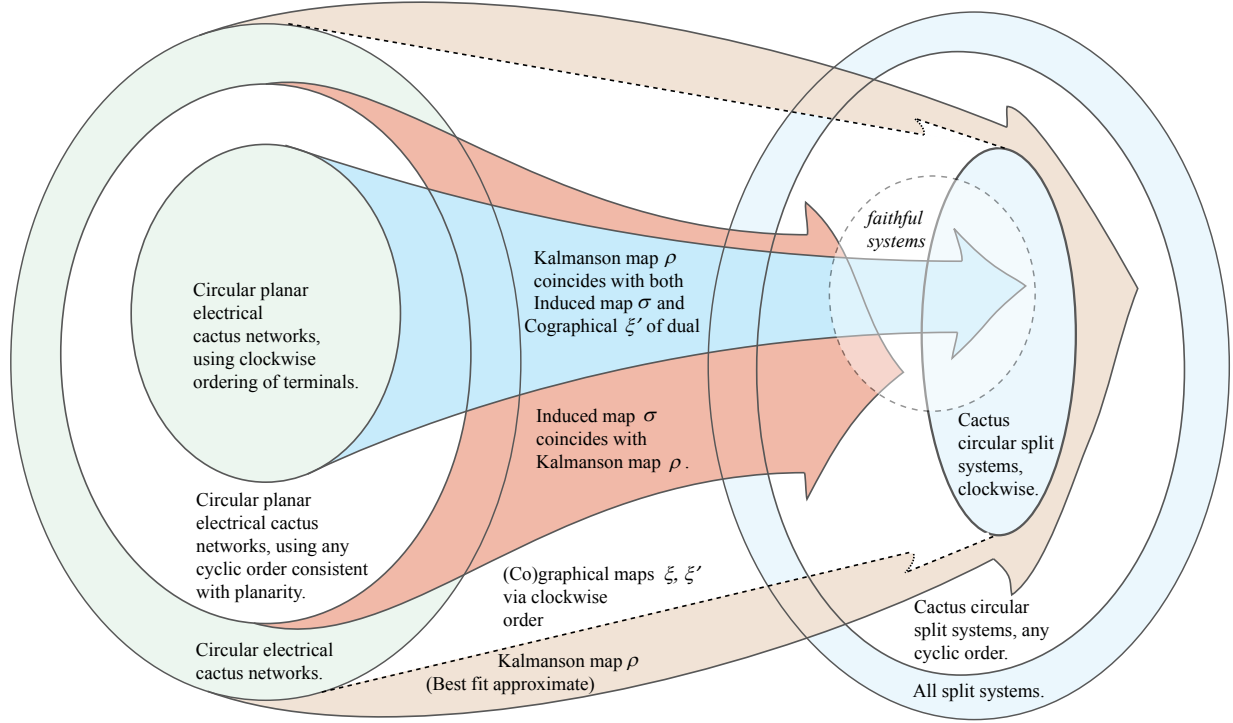 faithful
systems
Kalmanson map ρ
coincides with both
Induced map σ and
Cographical ξ′ of dual
Circular planar
electrical
cactus networks,
using clockwise
ordering of terminals.
Induced map σ
coincides with
Kalmanson map ρ .
Cactus
circular split
systems,
clockwise.
Circular planar
electrical cactus
networks, using any
cyclic order consistent
with planarity.
(Co)graphical maps ξ, ξ′
via clockwise
order
Cactus circular
split systems, any
cyclic order.
Circular electrical
cactus networks.
Kalmanson map ρ
(Best fit approximate)
All split systems.